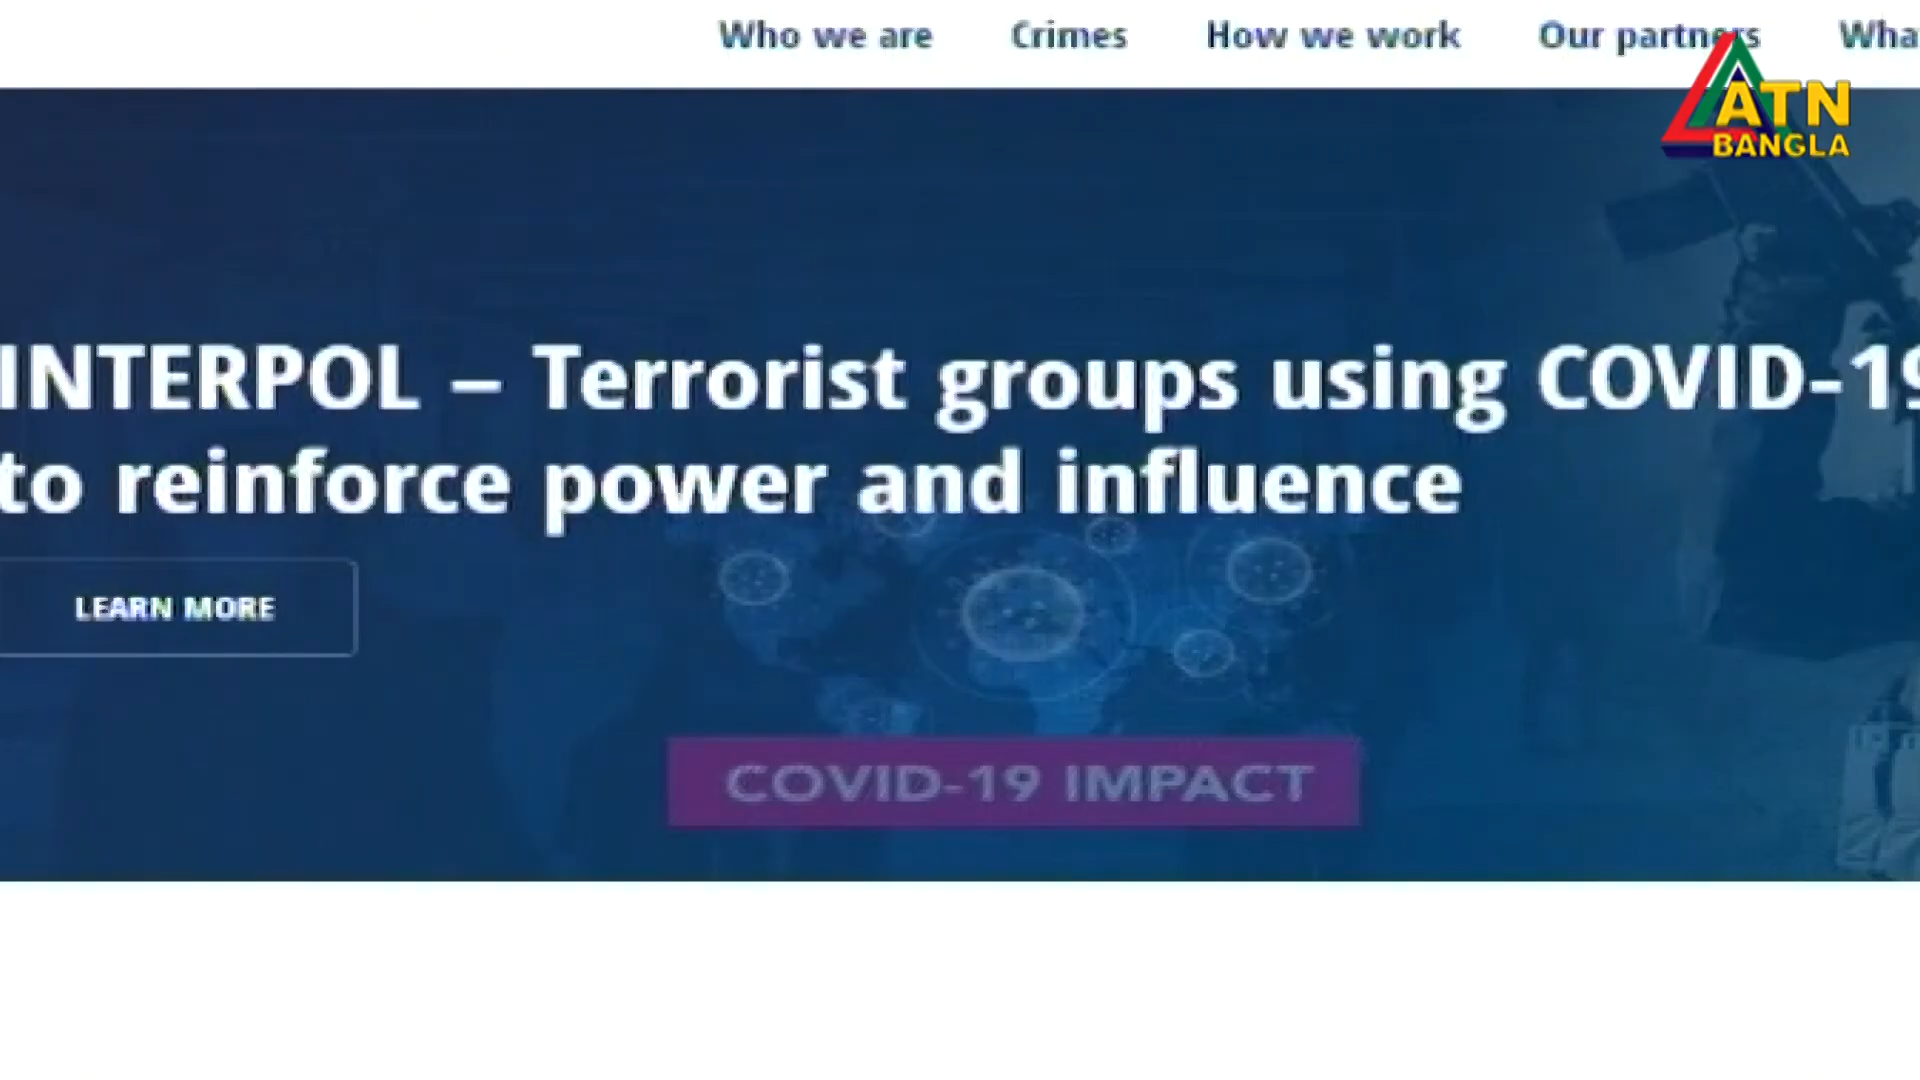 Who we are Crimes How we work Our partners Wha
ATN
BANGLA
INTERPOL – Terrorist groups using COVID-19
to reinforce power and influence
LEARN MORE
COVID-19 IMPACT